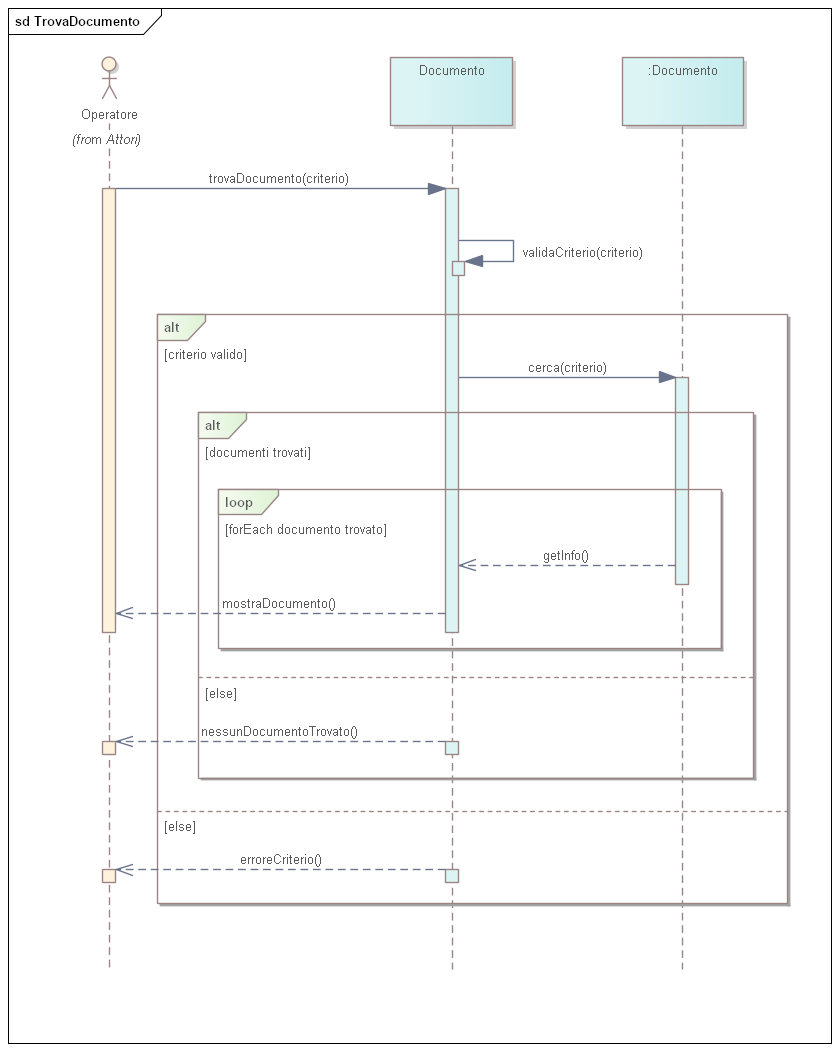 sd TrovaDocumento
Documento
:Documento
Operatore
(from Attori)
trovaDocumento(criterio)
validaCriterio(criterio)
alt
[criterio valido]
cerca(criterio)
alt
[documenti trovati]
loop
[forEach documento trovato]
getInfo()
mostraDocumento()
[else]
nessunDocumentoTrovato()
[else]
erroreCriterio()